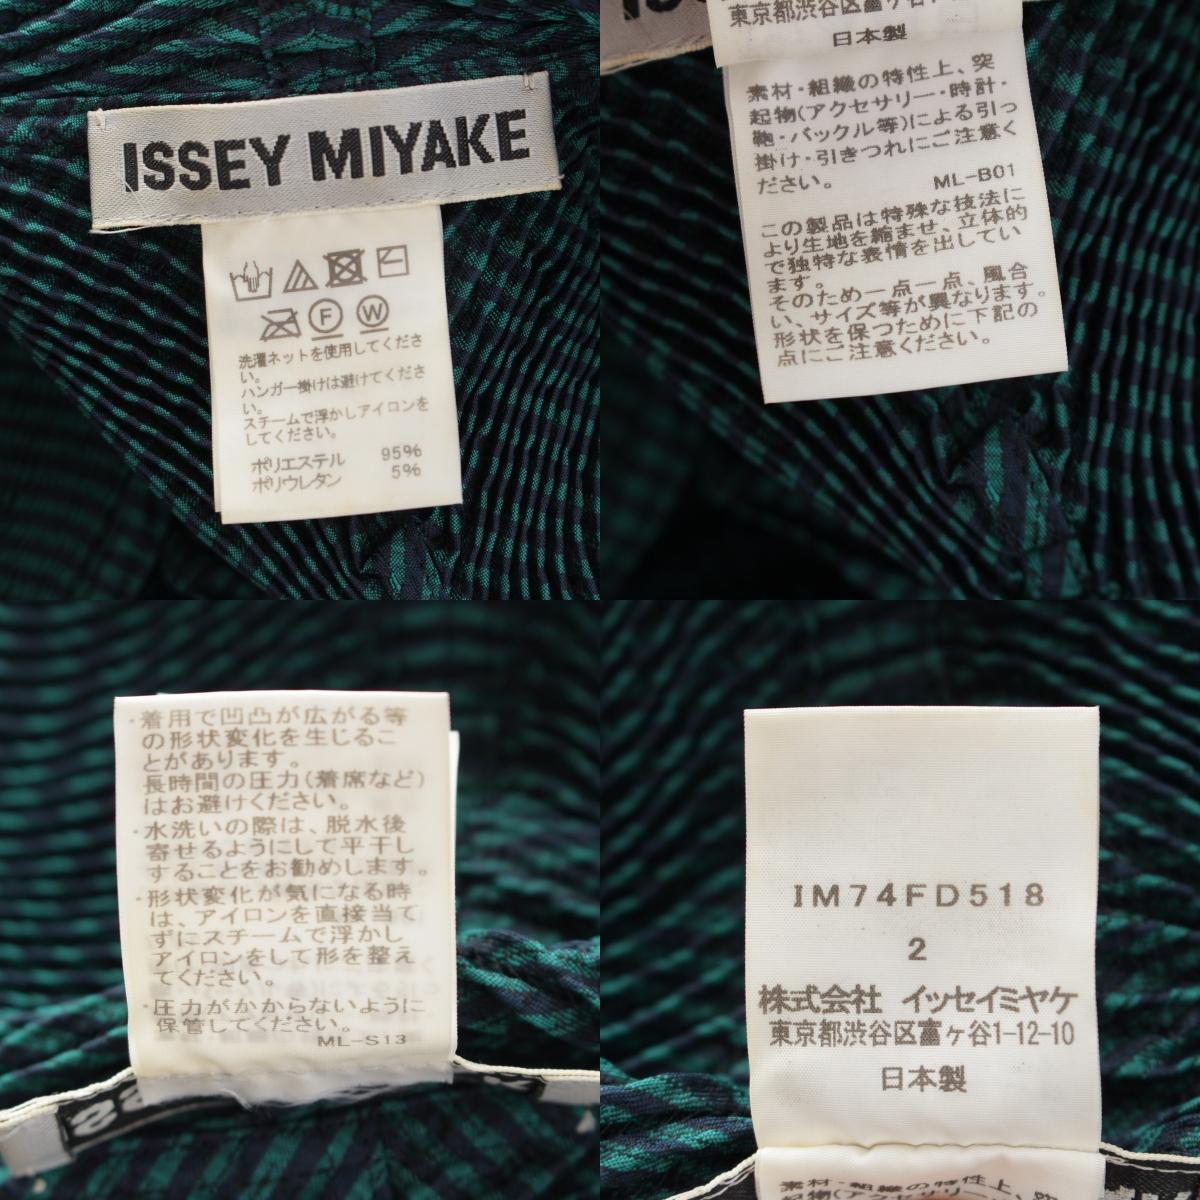 ISSEY MIYAKE
F
W
洗濯ネットを使用してくださ
い。
ハンガー掛けは避けてくださ
い。
スチームで浮かしアイロンを
してください。
ポリエステル 95%
ポリウレタン 5%
東京都渋谷区富ヶ谷
日本製
素材・組織の特性上、突
起物(アクセサリー・時計・
鞄・バックル等)による引っ
掛け・引きつれにご注意く
ださい。
ML-B01
この製品は特殊な技法に
より生地を縮ませ、立体的
で独特な表情を出してい
ます。
そのため一点一点、風合
い、サイズ等が異なります。
形状を保つために下記の
点にご注意ください。
・着用で凹凸が広がる等
の形状変化を生じるこ
とがあります。
長時間の圧力(着席など)
はお避けください。
・水洗いの際は、脱水後
寄せるようにして平干し
することをお勧めします。
・形状変化が気になる時
は、アイロンを直接当て
ずにスチームで浮かし
アイロンをして形を整え
てください。
・圧力がかからないように
保管してください。
ML-S13
IM74FD518
2
株式会社 イッセイミヤケ
東京都渋谷区富ヶ谷1-12-10
日本製
素材・組織の特性上、
起物(アクセサリー